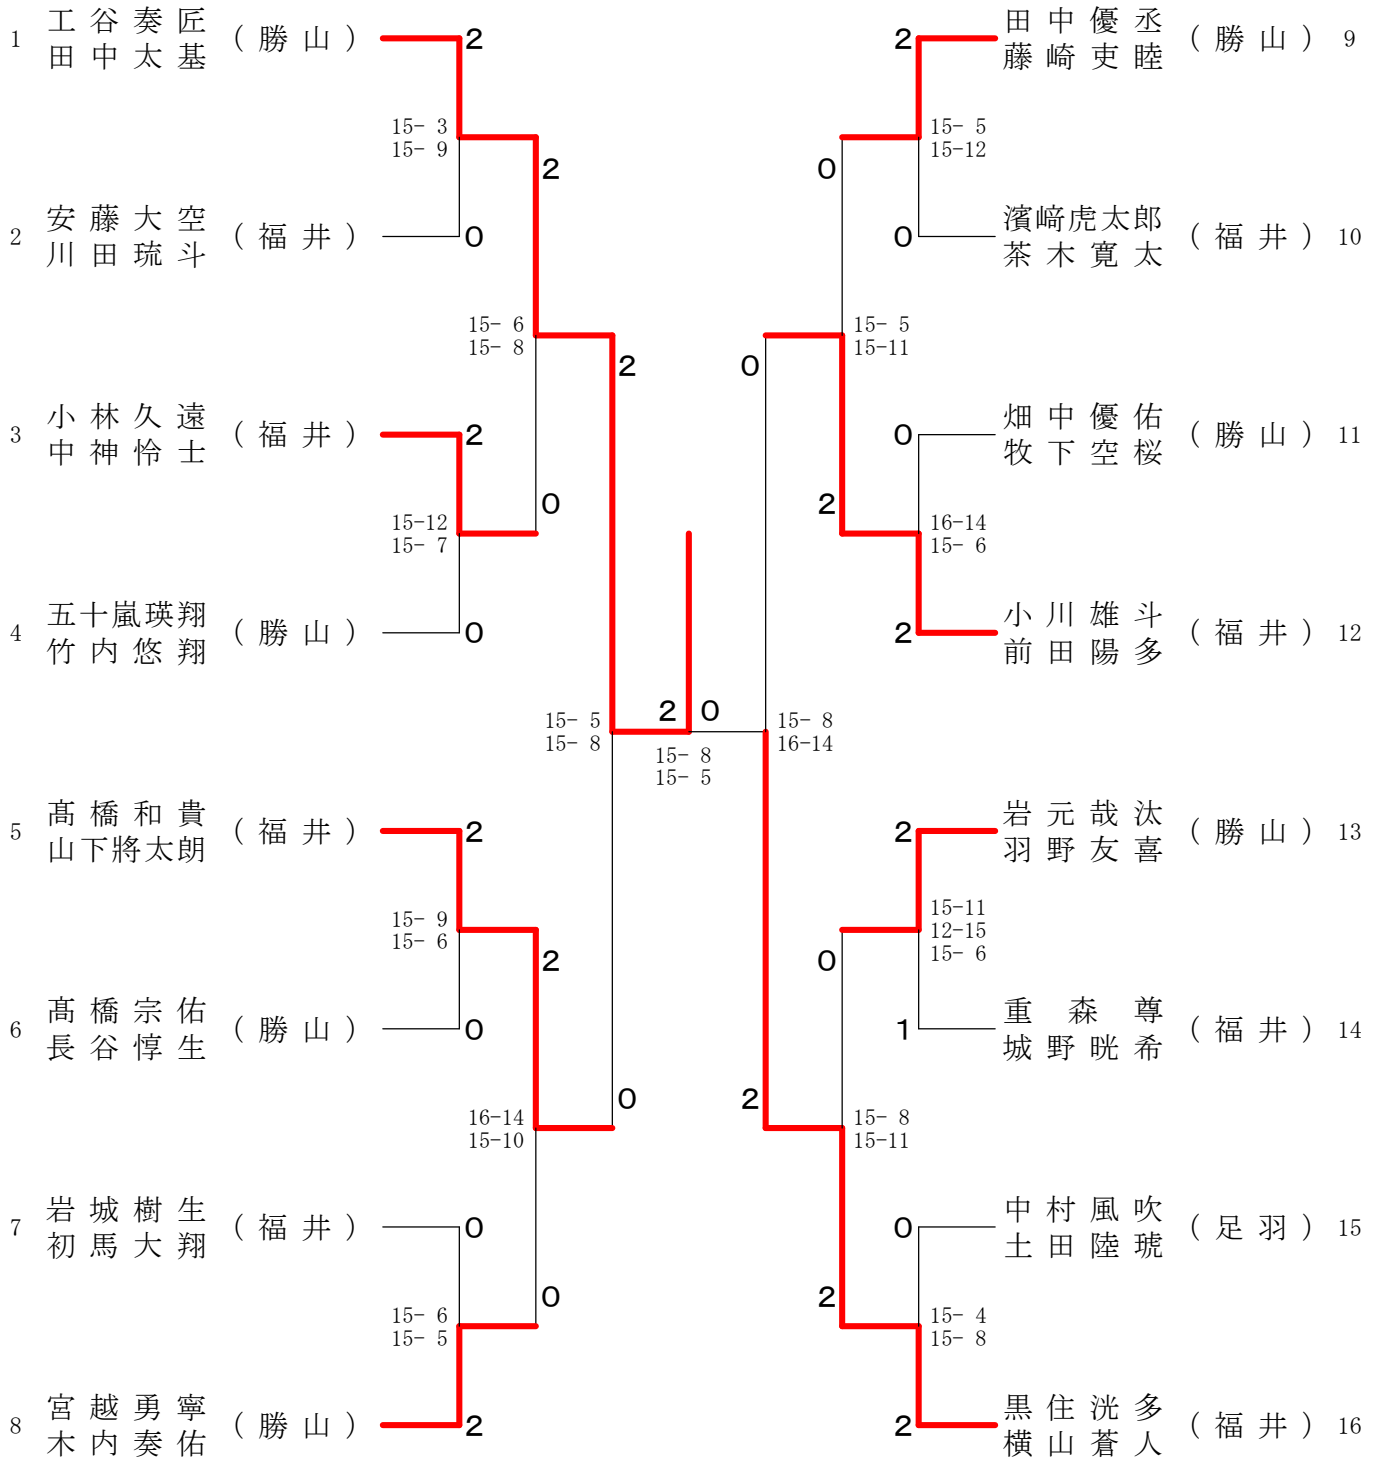 1 工谷奏匠 (勝山) 2
田中太基
15- 3
15- 9
2
2 安藤大空 (福井) 0
川田琉斗
15- 6
15- 8
2
3 小林久遠 (福井) 2
中神怜士
15-12
15- 7
0
4 五十嵐瑛翔 (勝山) 0
竹内悠翔
15- 5
15- 8
2 0
15- 8
15- 5
5 髙橋和貴 (福井) 2
山下將太朗
15- 9
15- 6
2
6 髙橋宗佑 (勝山) 0
長谷惇生
16-14
15-10
0
7 岩城樹生 (福井) 0
初馬大翔
15- 6
15- 5
0
8 宮越勇寧 (勝山) 2
木内奏佑
2 田中優丞 (勝山) 9
藤崎吏睦
15- 5
15-12
0
0 濱﨑虎太郎 (福井) 10
茶木寛太
15- 5
15-11
0
0 畑中優佑 (勝山) 11
牧下空桜
16-14
15- 6
2
2 小川雄斗 (福井) 12
前田陽多
15- 8
16-14
2 岩元哉汰 (勝山) 13
羽野友喜
15-11
12-15
15- 6
0
1 重森尊 (福井) 14
城野晄希
15- 8
15-11
2
0 中村風吹 (足羽) 15
土田陸琥
15- 4
15- 8
2
2 黒住洸多 (福井) 16
横山蒼人